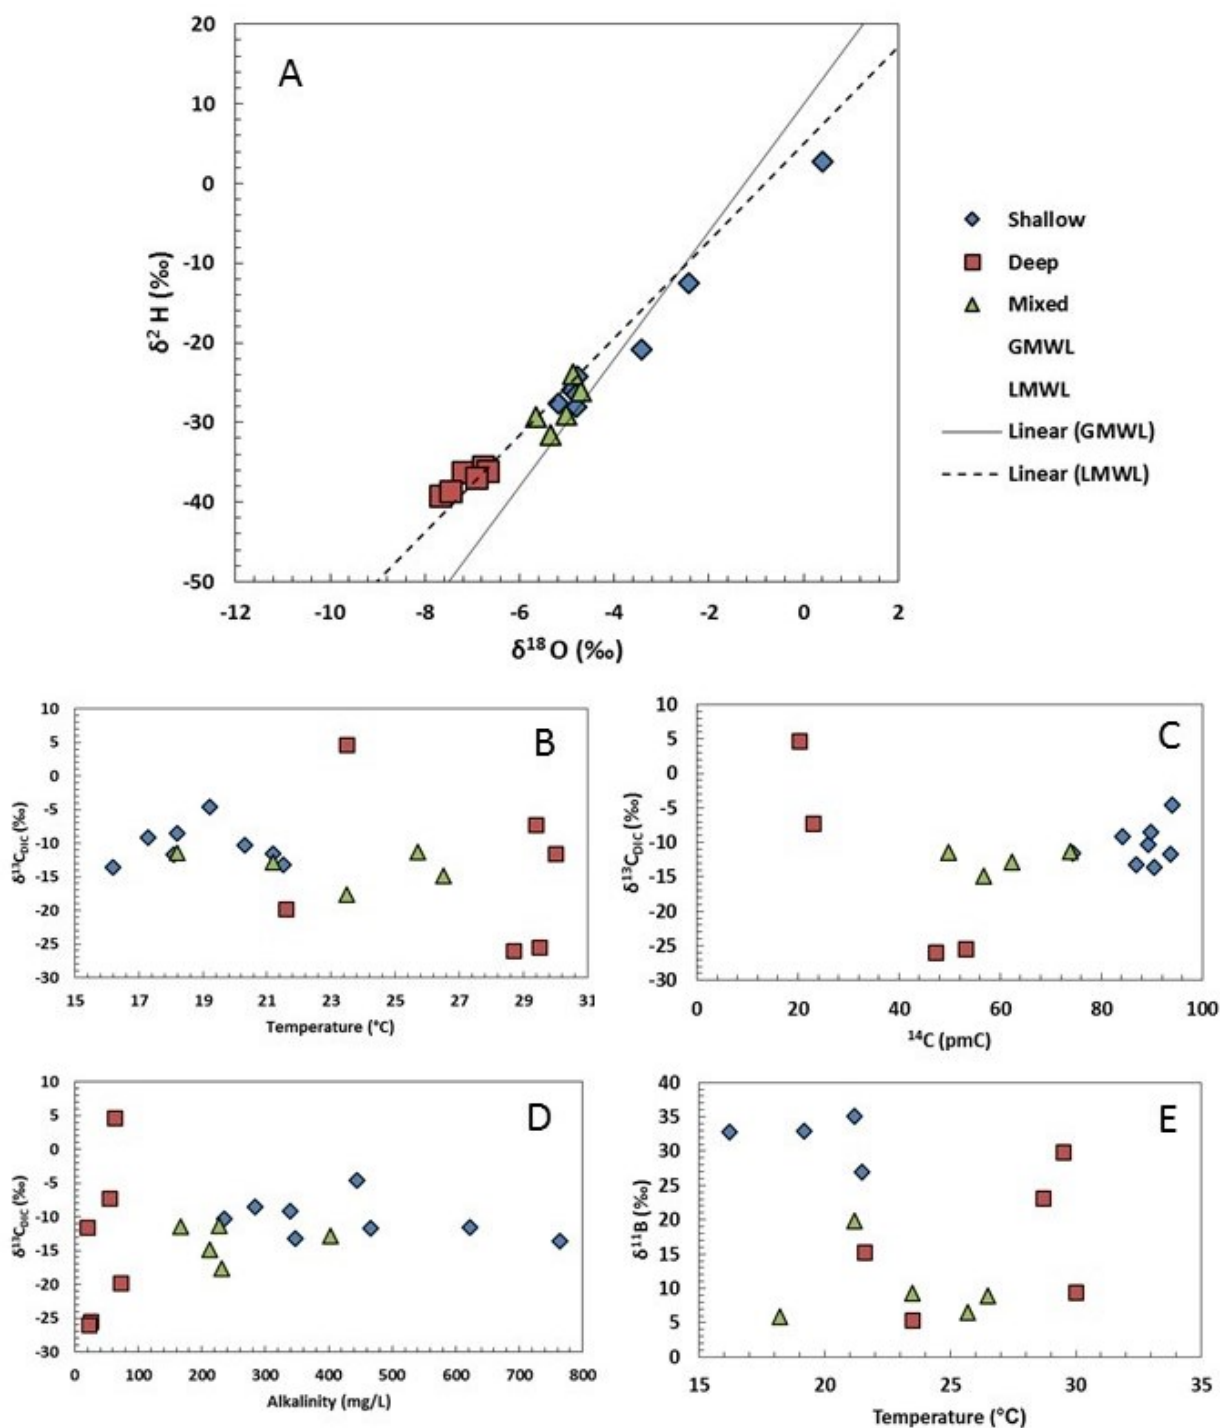 A
20
10
0
-10
-20
-30
-40
-50
δ² H (‰)
-12 -10 -8 -6 -4 -2 0 2
δ¹⁸O (‰)
Shallow
Deep
Mixed
GMWL
LMWL
Linear (GMWL)
Linear (LMWL)
B
10
5
0
-5
-10
-15
-20
-25
-30
δ¹³C_DIC (‰)
15 17 19 21 23 25 27 29 31
Temperature (°C)
C
10
5
0
-5
-10
-15
-20
-25
-30
δ¹³C_DIC (‰)
0 20 40 60 80 100
¹⁴C (pmC)
D
10
5
0
-5
-10
-15
-20
-25
-30
δ¹³C_DIC (‰)
0 100 200 300 400 500 600 700 800
Alkalinity (mg/L)
E
40
35
30
25
20
15
10
5
0
δ¹¹B (‰)
15 20 25 30 35
Temperature (°C)